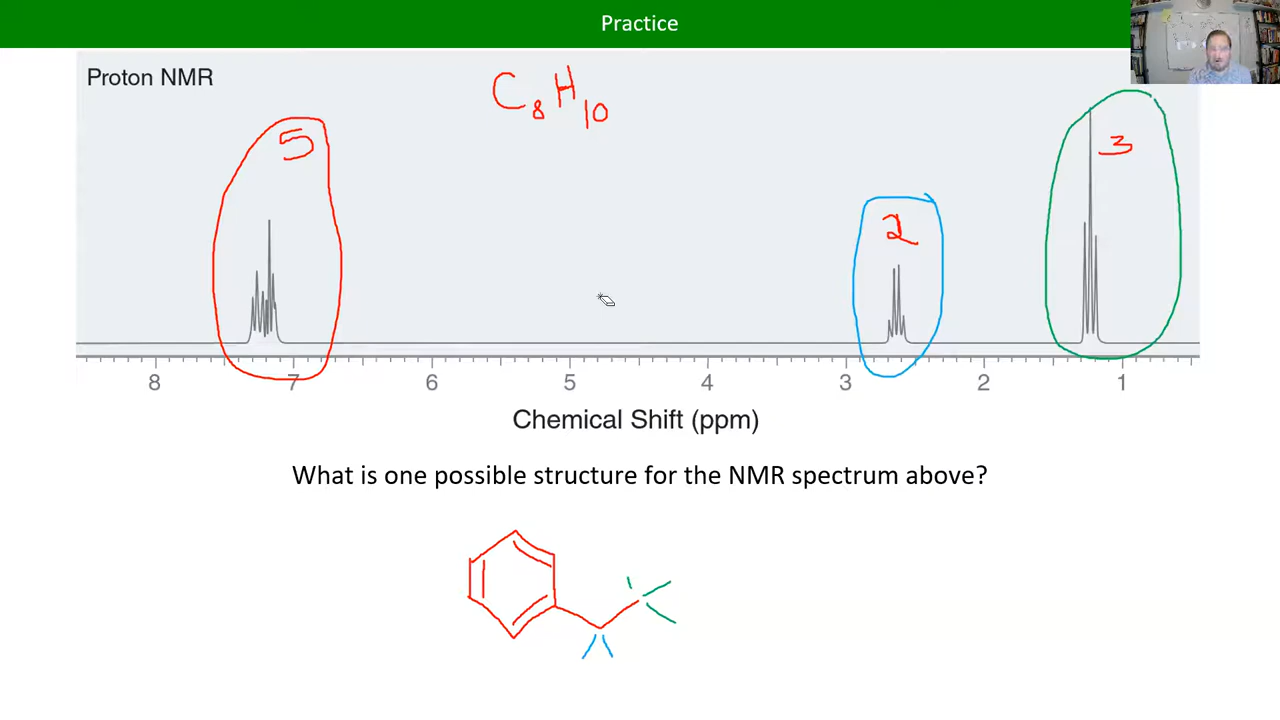 Practice
Proton NMR
C8H10
5
2
3
8 7 6 5 4 3 2 1
Chemical Shift (ppm)
What is one possible structure for the NMR spectrum above?